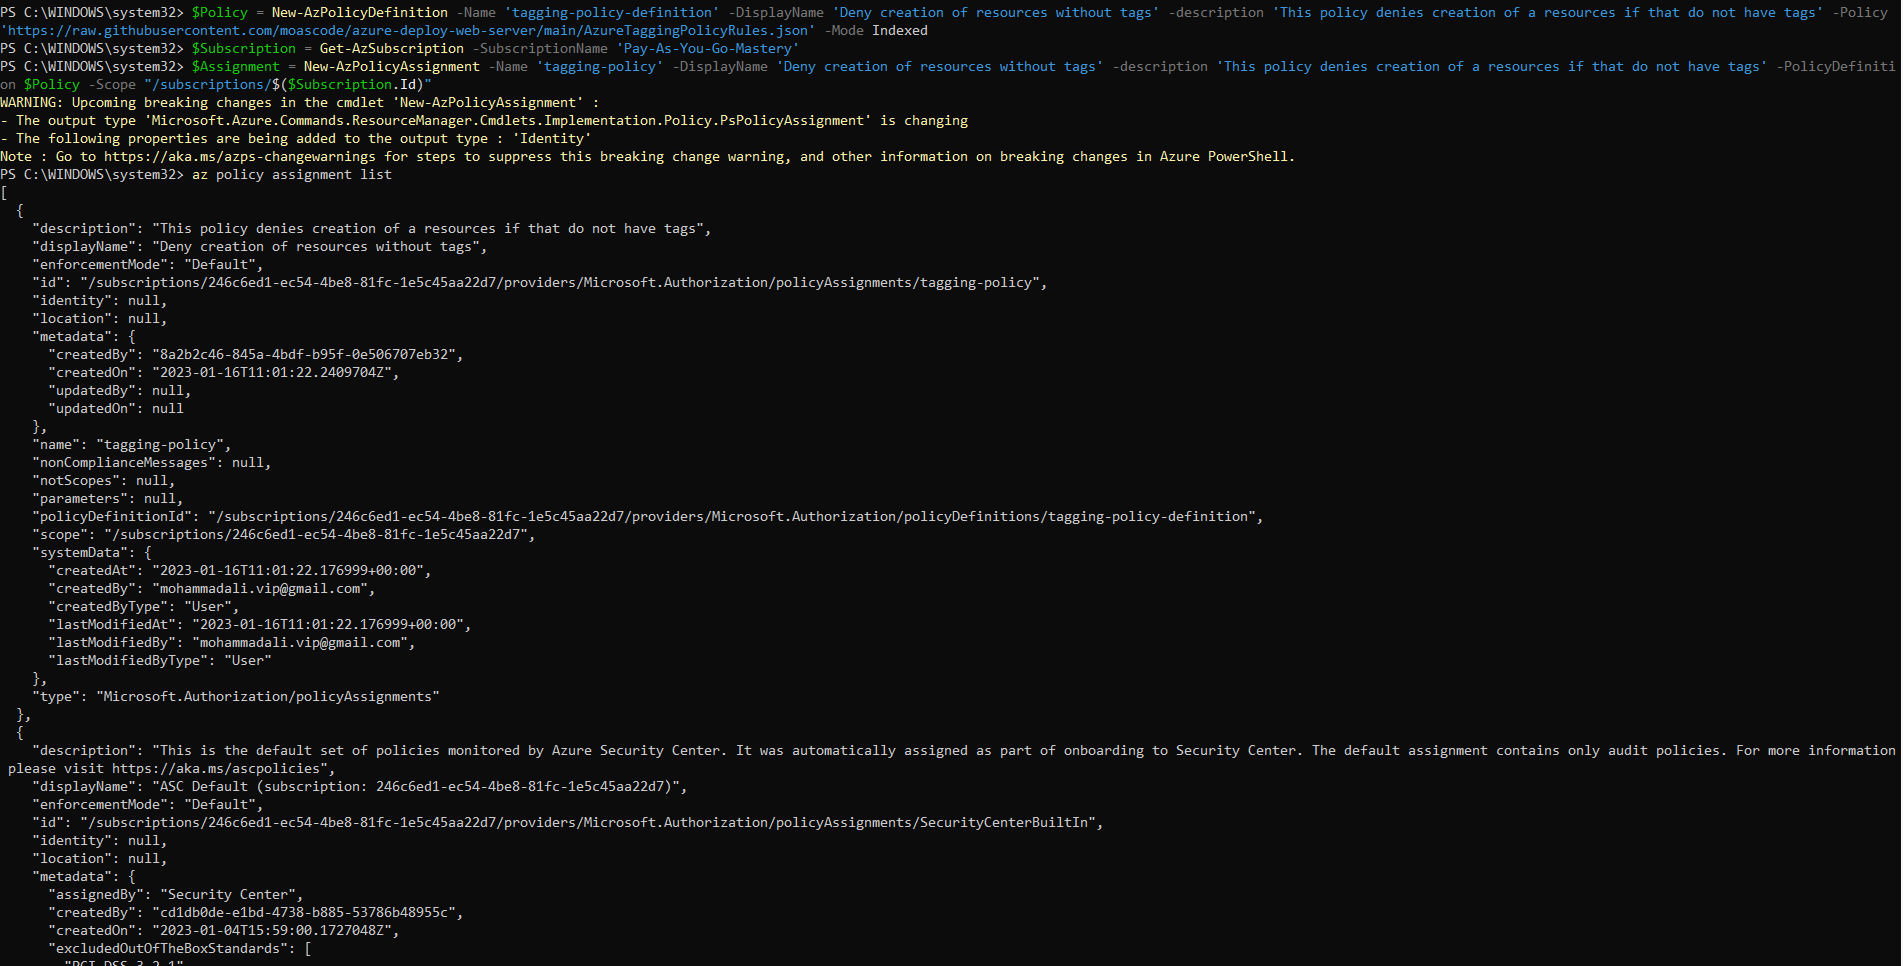 PS C:\WINDOWS\system32> $Policy = New-AzPolicyDefinition -Name 'tagging-policy-definition' -DisplayName 'Deny creation of resources without tags' -description 'This policy denies creation of a resources if that do not have tags' -Policy
'https://raw.githubusercontent.com/moascode/azure-deploy-web-server/main/AzureTaggingPolicyRules.json' -Mode Indexed
PS C:\WINDOWS\system32> $Subscription = Get-AzSubscription -SubscriptionName 'Pay-As-You-Go-Mastery'
PS C:\WINDOWS\system32> $Assignment = New-AzPolicyAssignment -Name 'tagging-policy' -DisplayName 'Deny creation of resources without tags' -description 'This policy denies creation of a resources if that do not have tags' -PolicyDefiniti
on $Policy -Scope "/subscriptions/$($Subscription.Id)"
WARNING: Upcoming breaking changes in the cmdlet 'New-AzPolicyAssignment' :
- The output type 'Microsoft.Azure.Commands.ResourceManager.Cmdlets.Implementation.Policy.PsPolicyAssignment' is changing
- The following properties are being added to the output type : 'Identity'
Note : Go to https://aka.ms/azps-changewarnings for steps to suppress this breaking change warning, and other information on breaking changes in Azure PowerShell.
PS C:\WINDOWS\system32> az policy assignment list
[
  {
    "description": "This policy denies creation of a resources if that do not have tags",
    "displayName": "Deny creation of resources without tags",
    "enforcementMode": "Default",
    "id": "/subscriptions/246c6ed1-ec54-4be8-81fc-1e5c45aa22d7/providers/Microsoft.Authorization/policyAssignments/tagging-policy",
    "identity": null,
    "location": null,
    "metadata": {
      "createdBy": "8a2b2c46-845a-4bdf-b95f-0e506707eb32",
      "createdOn": "2023-01-16T11:01:22.2409704Z",
      "updatedBy": null,
      "updatedOn": null
    },
    "name": "tagging-policy",
    "nonComplianceMessages": null,
    "notScopes": null,
    "parameters": null,
    "policyDefinitionId": "/subscriptions/246c6ed1-ec54-4be8-81fc-1e5c45aa22d7/providers/Microsoft.Authorization/policyDefinitions/tagging-policy-definition",
    "scope": "/subscriptions/246c6ed1-ec54-4be8-81fc-1e5c45aa22d7",
    "systemData": {
      "createdAt": "2023-01-16T11:01:22.176999+00:00",
      "createdBy": "mohammadali.vip@gmail.com",
      "createdByType": "User",
      "lastModifiedAt": "2023-01-16T11:01:22.176999+00:00",
      "lastModifiedBy": "mohammadali.vip@gmail.com",
      "lastModifiedByType": "User"
    },
    "type": "Microsoft.Authorization/policyAssignments"
  },
  {
    "description": "This is the default set of policies monitored by Azure Security Center. It was automatically assigned as part of onboarding to Security Center. The default assignment contains only audit policies. For more information
 please visit https://aka.ms/ascpolicies",
    "displayName": "ASC Default (subscription: 246c6ed1-ec54-4be8-81fc-1e5c45aa22d7)",
    "enforcementMode": "Default",
    "id": "/subscriptions/246c6ed1-ec54-4be8-81fc-1e5c45aa22d7/providers/Microsoft.Authorization/policyAssignments/SecurityCenterBuiltIn",
    "identity": null,
    "location": null,
    "metadata": {
      "assignedBy": "Security Center",
      "createdBy": "cd1db0de-e1bd-4738-b885-53786b48955c",
      "createdOn": "2023-01-04T15:59:00.1727048Z",
      "excludedOutOfTheBoxStandards": [
        "PCI DSS 3.2.1"